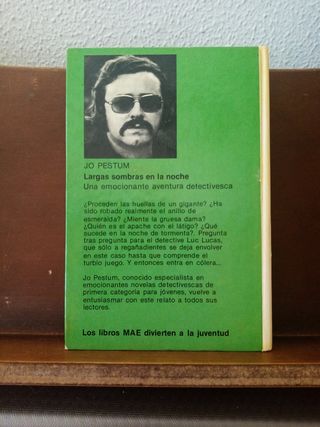 JO PESTUM
Largas sombras en la noche
Una emocionante aventura detectivesca
¿Proceden las huellas de un gigante? ¿Ha
sido robado realmente el anillo de
esmeralda? ¿Miente la gruesa dama?
¿Quién es el apache con el látigo? ¿Qué
sucede en la noche de tormenta?. Pregunta
tras pregunta para el detective Luc Lucas,
que sólo a regañadientes se deja envolver
en este caso hasta que comprende el
turbio juego. Y entonces entra en cólera...
Jo Pestum, conocido especialista en
emocionantes novelas detectivescas de
primera categoría para jóvenes, vuelve a
entusiasmar con este relato a todos sus
lectores.
Los libros MAE divierten a la juventud